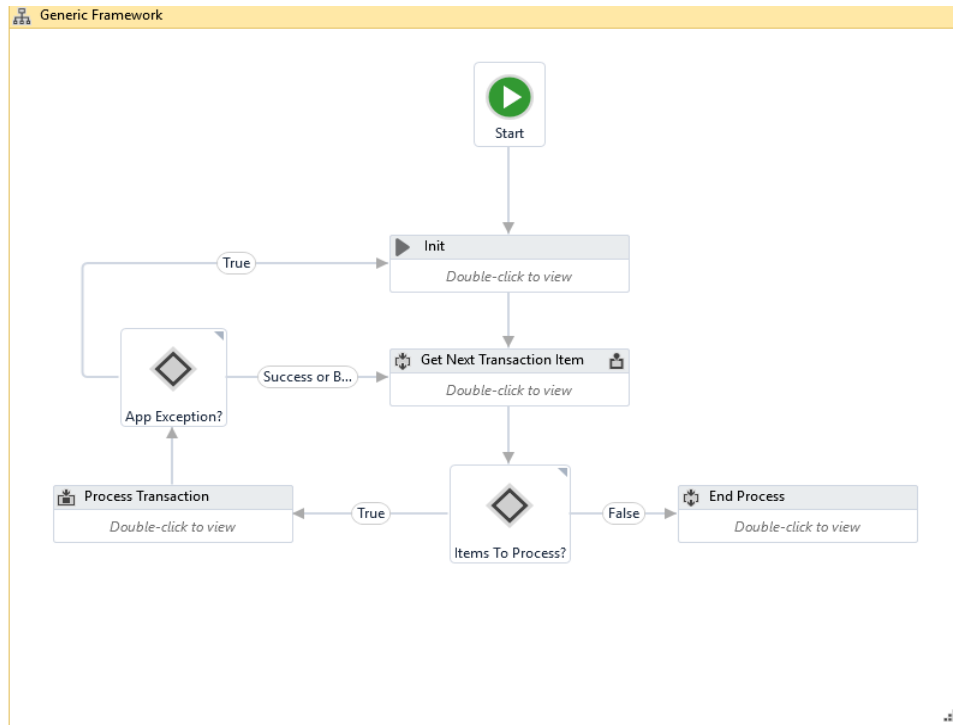 Generic Framework
Start
Init
Double-click to view
True
Get Next Transaction Item
Double-click to view
Success or B...
App Exception?
Process Transaction
Double-click to view
True
Items To Process?
False
End Process
Double-click to view